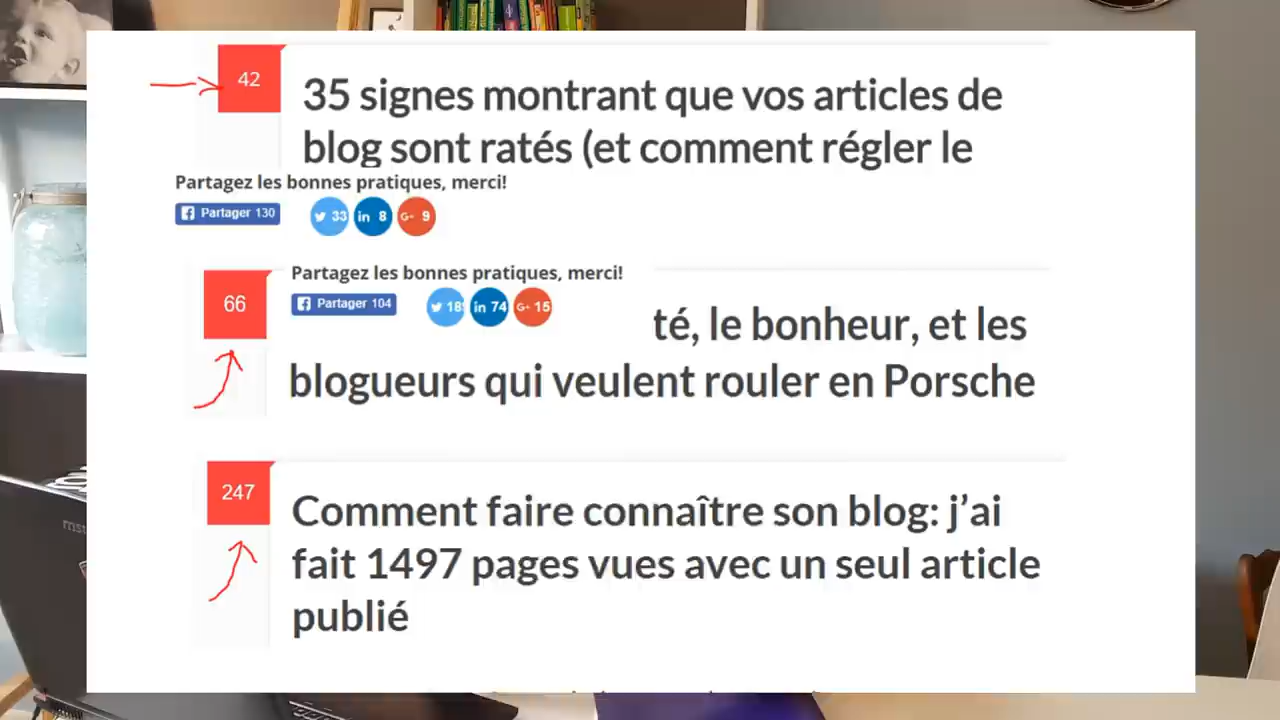 42
35 signes montrant que vos articles de
blog sont ratés (et comment régler le
Partagez les bonnes pratiques, merci!
Partager 130
33
in 8
G+ 9
66
Partagez les bonnes pratiques, merci!
Partager 104
18
in 74
G+ 15
té, le bonheur, et les
blogueurs qui veulent rouler en Porsche
247
Comment faire connaître son blog: j’ai
fait 1497 pages vues avec un seul article
publié